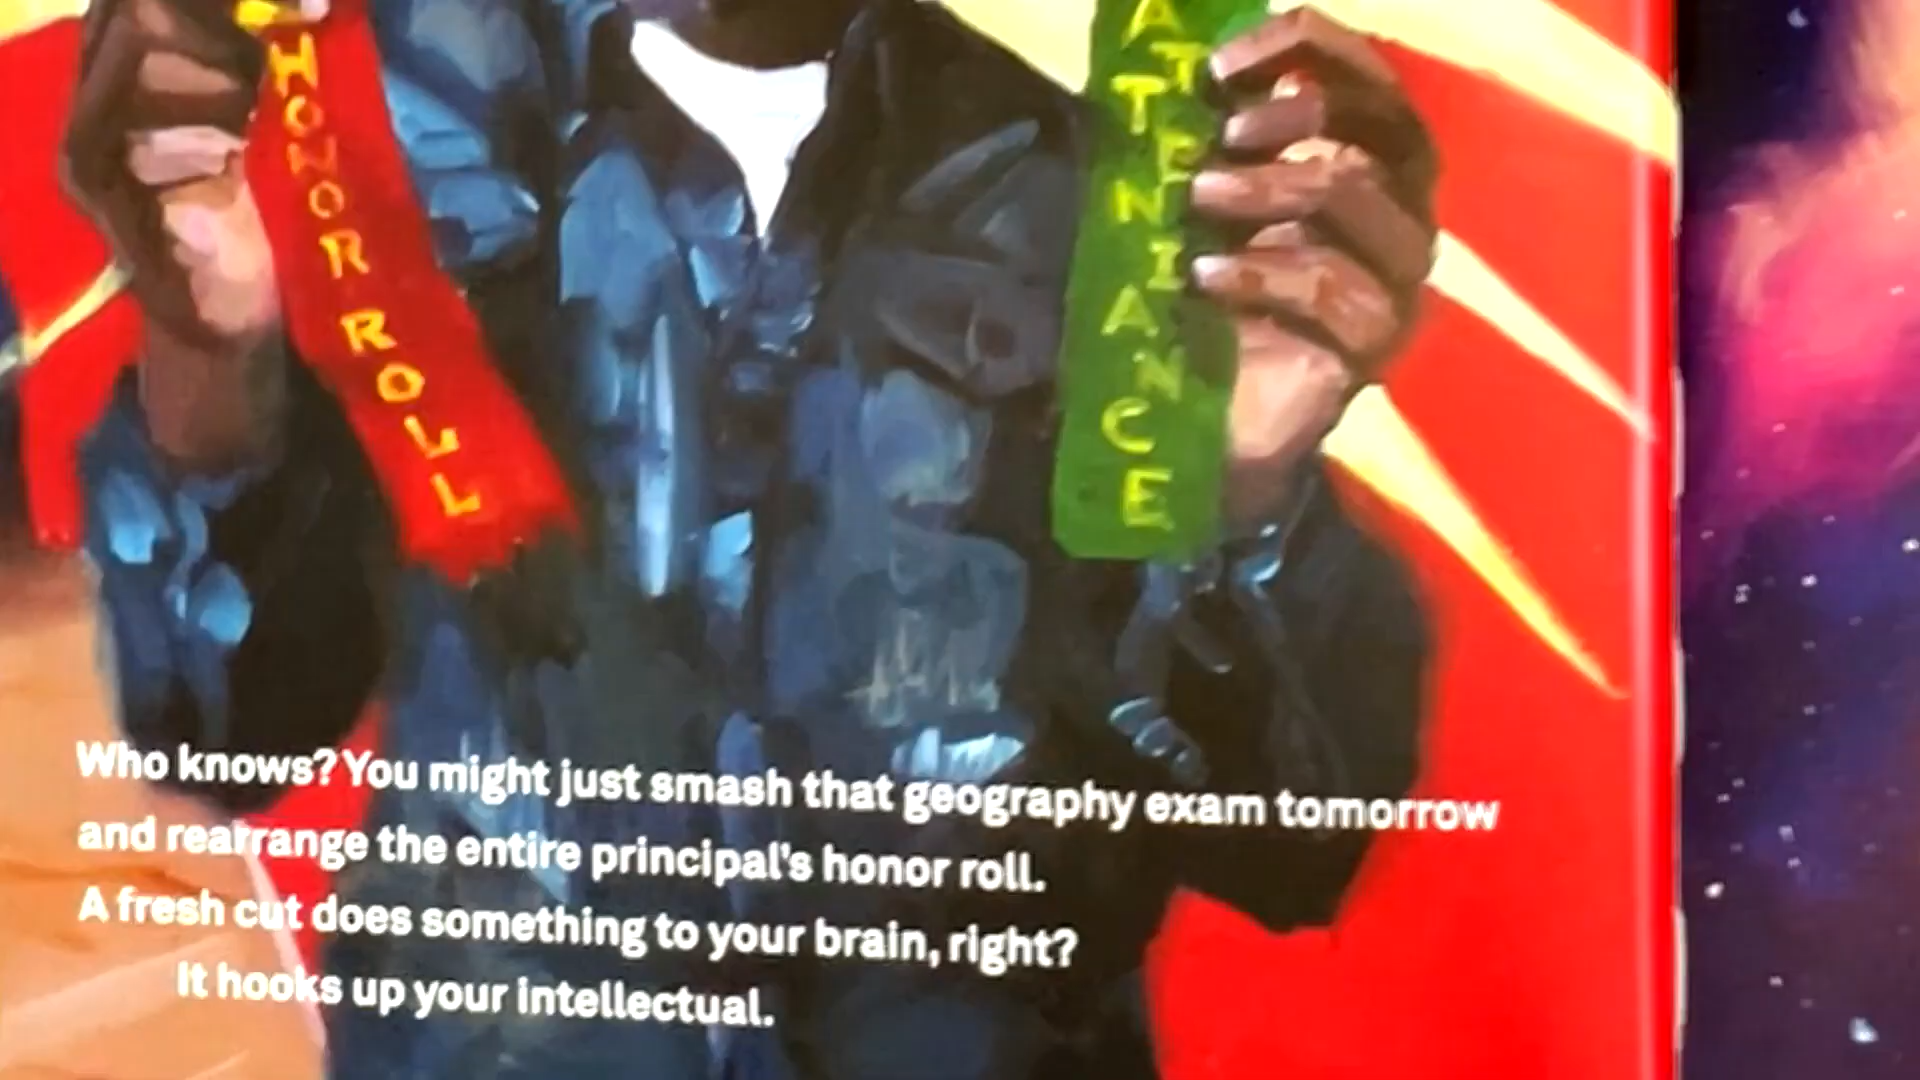 HONOR ROLL
ATTENIANCE
Who knows? You might just smash that geography exam tomorrow
and rearrange the entire principal's honor roll.
A fresh cut does something to your brain, right?
It hooks up your intellectual.